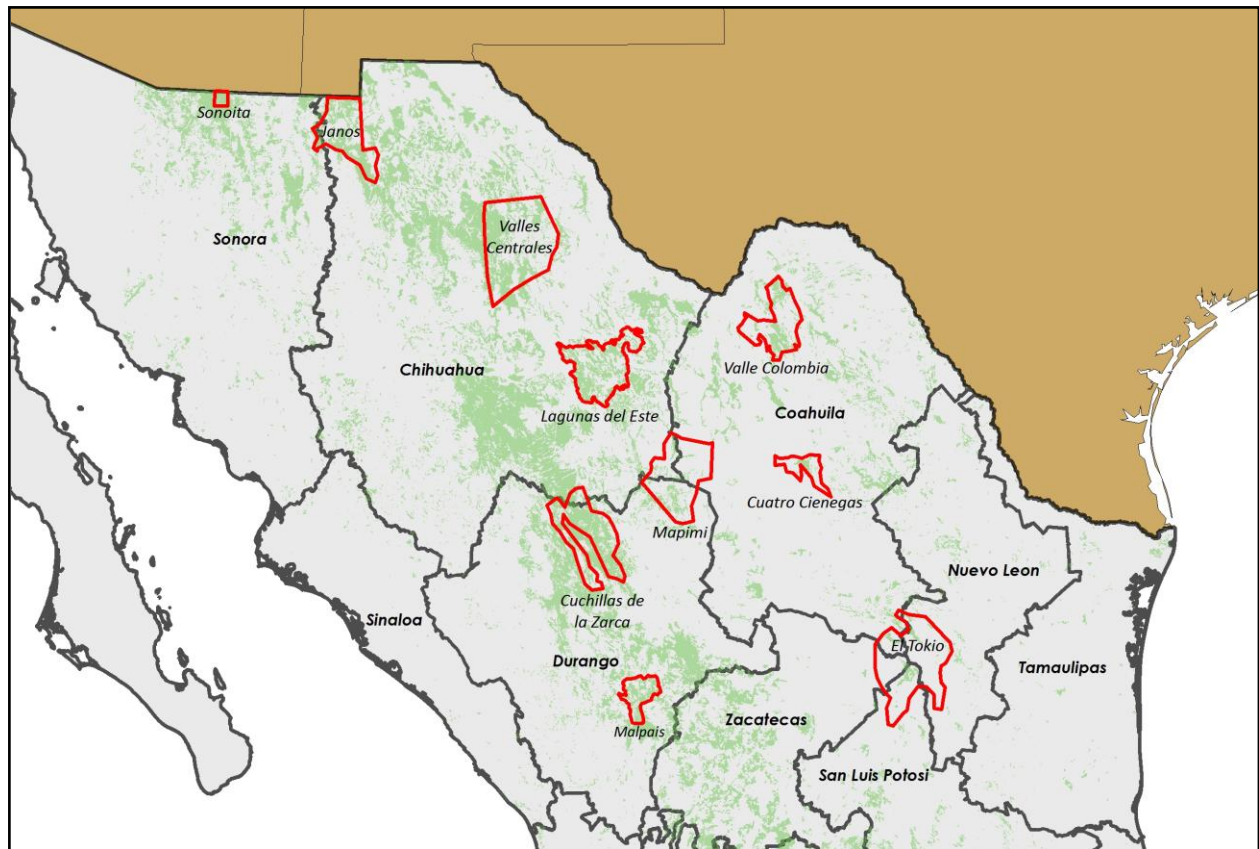 Sonoita
Janos
Valles
Centrales
Sonora
Chihuahua
Lagunas del Este
Valle Colombia
Coahuila
Cuatro Cienegas
Mapimi
Nuevo Leon
Cuchillas de
la Zarca
Sinaloa
Durango
El Tokio
Tamaulipas
Malpais
Zacatecas
San Luis Potosi